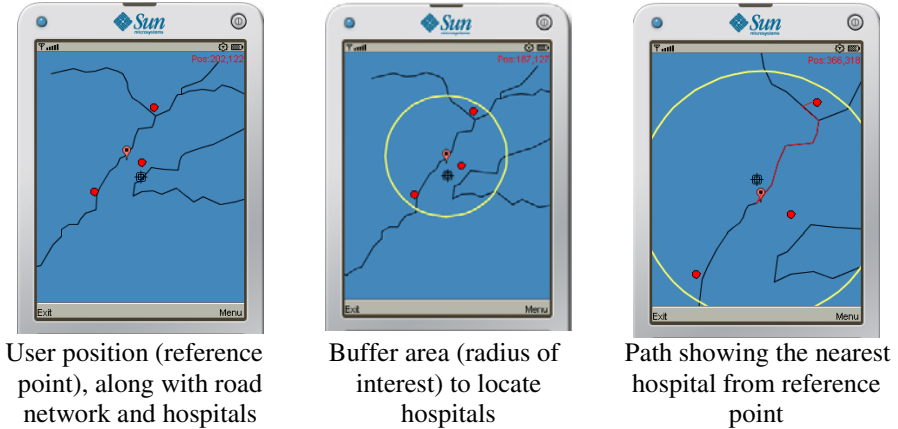 Sun
microsystems
Pos:202,122
Exit
Menu
User position (reference
point), along with road
network and hospitals
Sun
microsystems
Pos:187,127
Exit
Menu
Buffer area (radius of
interest) to locate
hospitals
Sun
microsystems
Pos:366,310
Exit
Menu
Path showing the nearest
hospital from reference
point